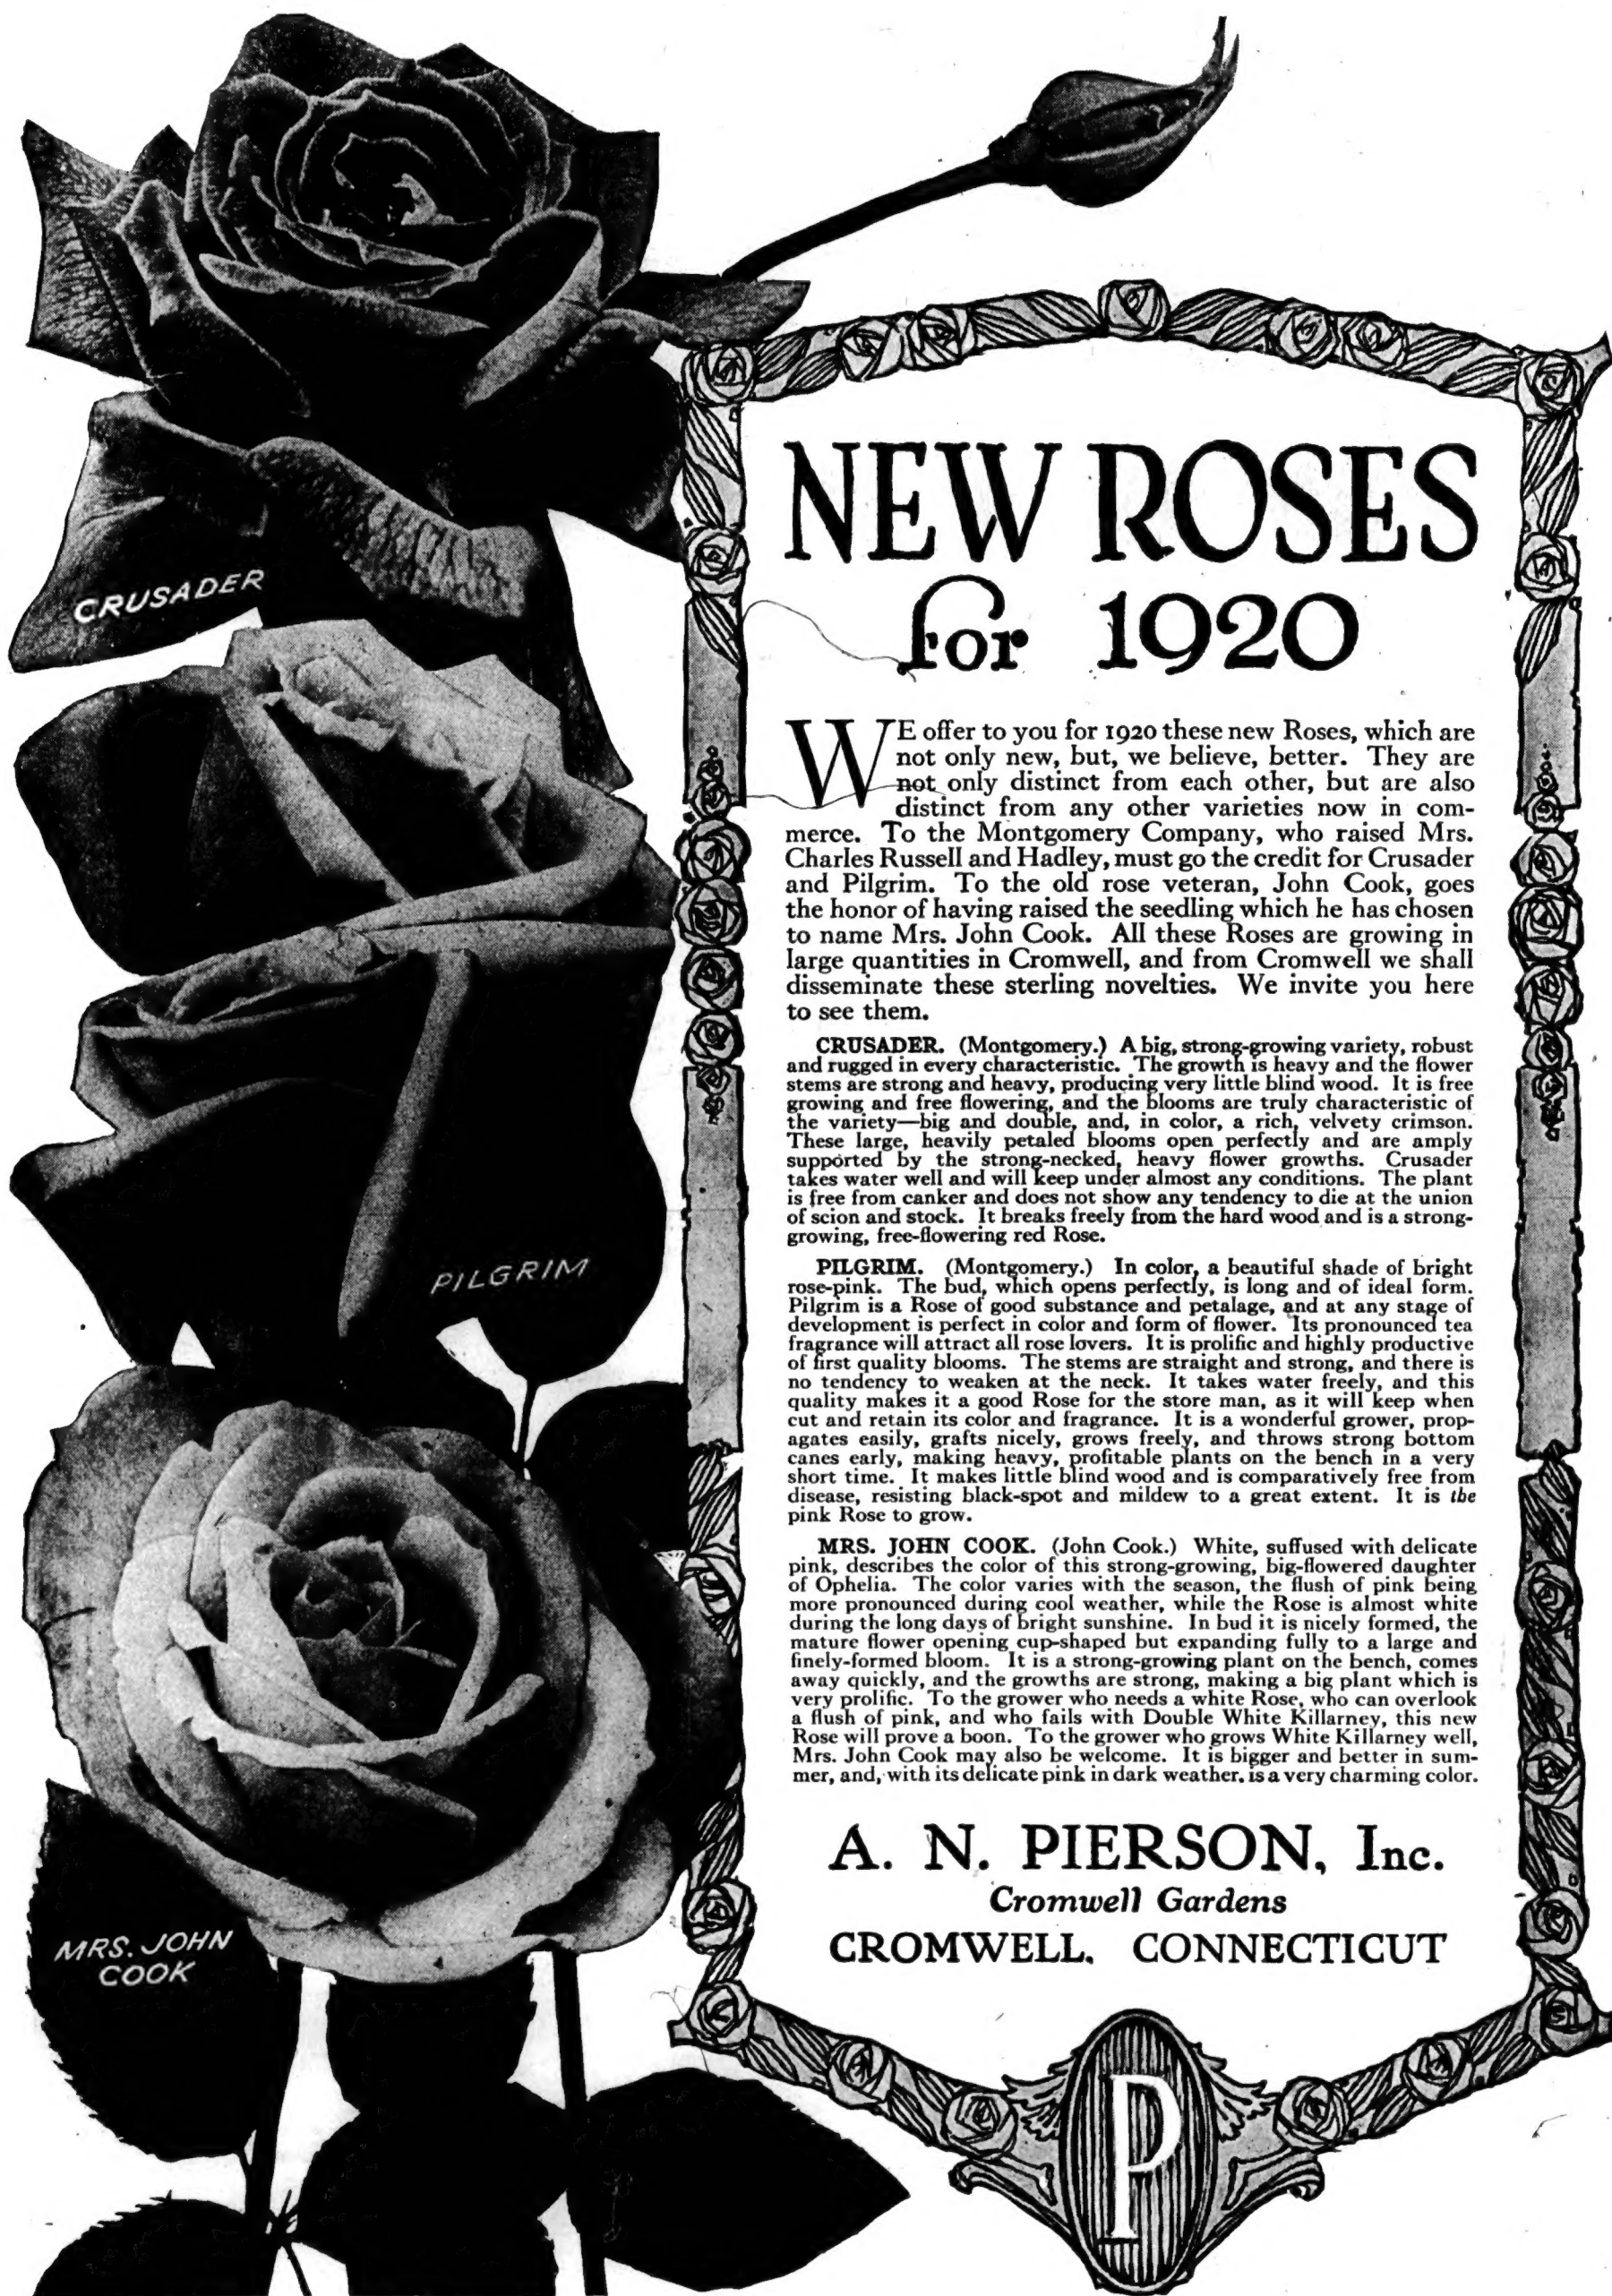 CRUSADER
PILGRIM
MRS. JOHN
COOK
NEW ROSES
for 1920
WE offer to you for 1920 these new Roses, which are
not only new, but, we believe, better. They are
not only distinct from each other, but are also
distinct from any other varieties now in com-
merce. To the Montgomery Company, who raised Mrs.
Charles Russell and Hadley, must go the credit for Crusader
and Pilgrim. To the old rose veteran, John Cook, goes
the honor of having raised the seedling which he has chosen
to name Mrs. John Cook. All these Roses are growing in
large quantities in Cromwell, and from Cromwell we shall
disseminate these sterling novelties. We invite you here
to see them.
CRUSADER. (Montgomery.) A big, strong-growing variety, robust
and rugged in every characteristic. The growth is heavy and the flower
stems are strong and heavy, producing very little blind wood. It is free
growing and free flowering, and the blooms are truly characteristic of
the variety—big and double, and, in color, a rich, velvety crimson.
These large, heavily petaled blooms open perfectly and are amply
supported by the strong-necked, heavy flower growths. Crusader
takes water well and will keep under almost any conditions. The plant
is free from canker and does not show any tendency to die at the union
of scion and stock. It breaks freely from the hard wood and is a strong-
growing, free-flowering red Rose.
PILGRIM. (Montgomery.) In color, a beautiful shade of bright
rose-pink. The bud, which opens perfectly, is long and of ideal form.
Pilgrim is a Rose of good substance and petalage, and at any stage of
development is perfect in color and form of flower. Its pronounced tea
fragrance will attract all rose lovers. It is prolific and highly productive
of first quality blooms. The stems are straight and strong, and there is
no tendency to weaken at the neck. It takes water freely, and this
quality makes it a good Rose for the store man, as it will keep when
cut and retain its color and fragrance. It is a wonderful grower, prop-
agates easily, grafts nicely, grows freely, and throws strong bottom
canes early, making heavy, profitable plants on the bench in a very
short time. It makes little blind wood and is comparatively free from
disease, resisting black-spot and mildew to a great extent. It is the
pink Rose to grow.
MRS. JOHN COOK. (John Cook.) White, suffused with delicate
pink, describes the color of this strong-growing, big-flowered daughter
of Ophelia. The color varies with the season, the flush of pink being
more pronounced during cool weather, while the Rose is almost white
during the long days of bright sunshine. In bud it is nicely formed, the
mature flower opening cup-shaped but expanding fully to a large and
finely-formed bloom. It is a strong-growing plant on the bench, comes
away quickly, and the growths are strong, making a big plant which is
very prolific. To the grower who needs a white Rose, who can overlook
a flush of pink, and who fails with Double White Killarney, this new
Rose will prove a boon. To the grower who grows White Killarney well,
Mrs. John Cook may also be welcome. It is bigger and better in sum-
mer, and, with its delicate pink in dark weather, is a very charming color.
A. N. PIERSON, Inc.
Cromwell Gardens
CROMWELL, CONNECTICUT
P